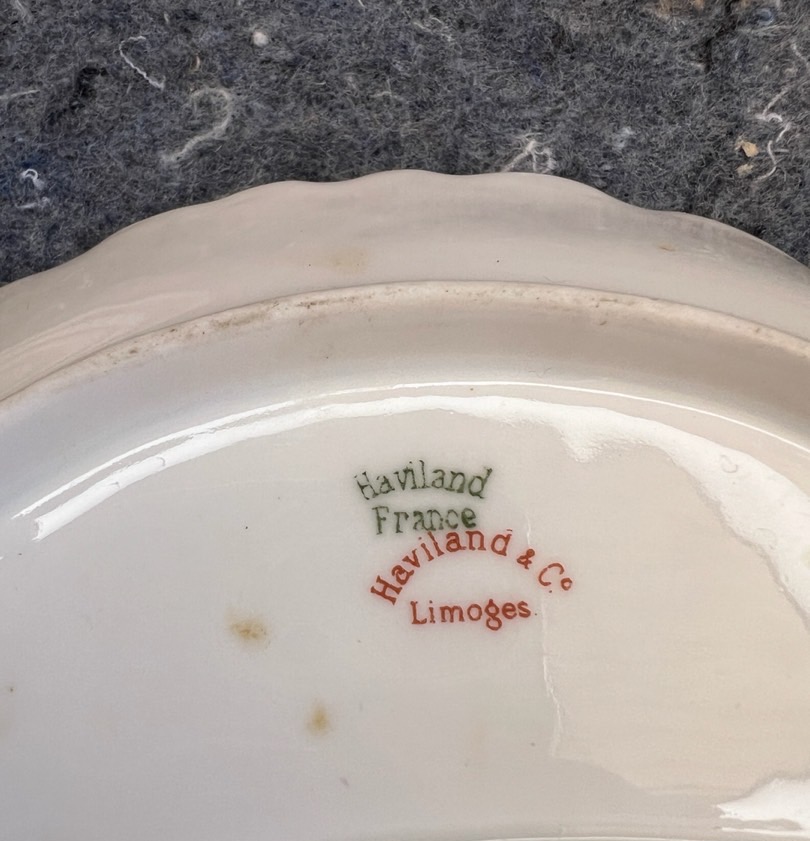 Haviland
France
Haviland & Co
Limoges